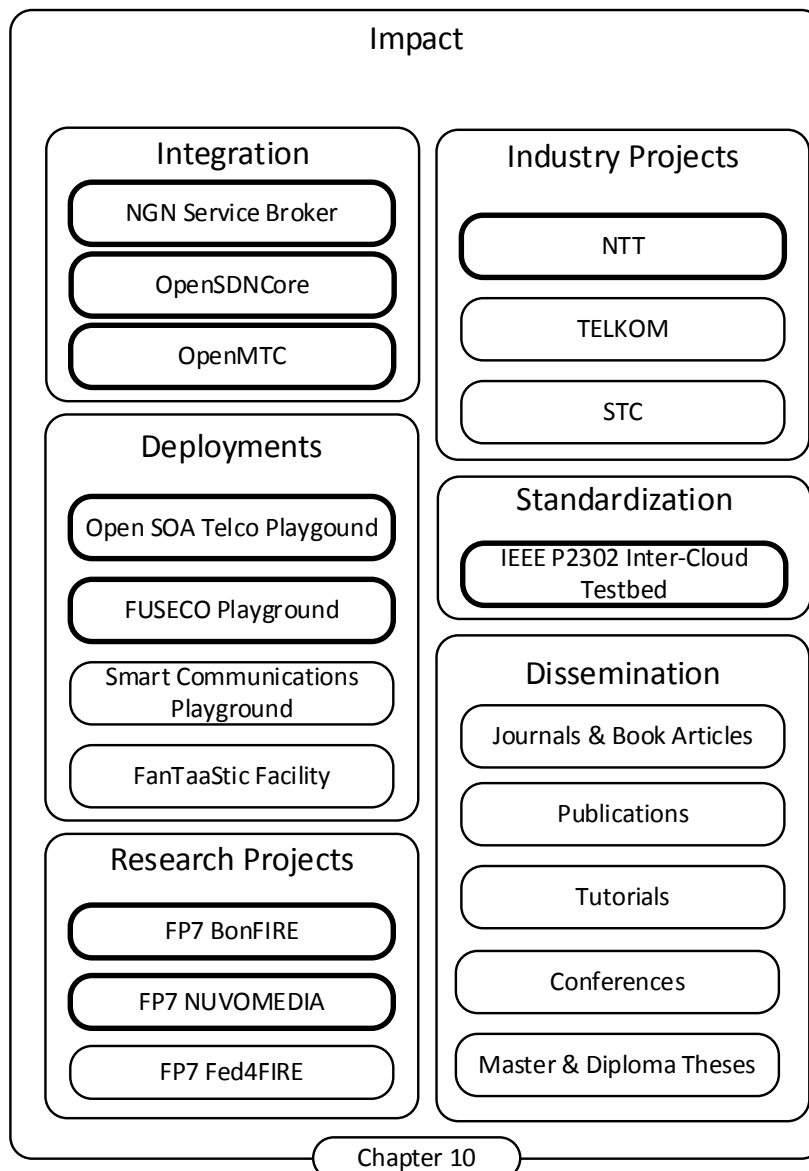 Impact
Integration
NGN Service Broker
OpenSDNCore
OpenMTC
Deployments
Open SOA Telco Playgound
FUSECO Playground
Smart Communications
Playground
FanTaaStic Facility
Research Projects
FP7 BonFIRE
FP7 NUVOMEDIA
FP7 Fed4FIRE
Industry Projects
NTT
TELKOM
STC
Standardization
IEEE P2302 Inter-Cloud
Testbed
Dissemination
Journals & Book Articles
Publications
Tutorials
Conferences
Master & Diploma Theses
Chapter 10